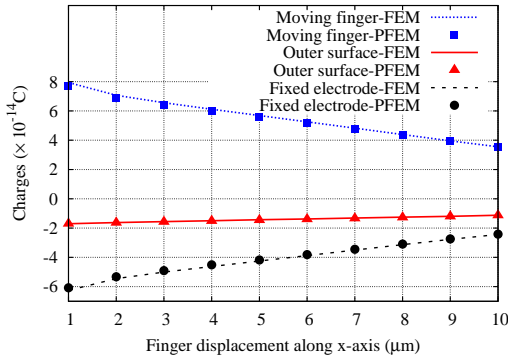 Moving finger-FEM
Moving finger-PFEM
Outer surface-FEM
Outer surface-PFEM
Fixed electrode-FEM
Fixed electrode-PFEM
8
6
4
2
0
-2
-4
-6
Charges (× 10⁻¹⁴C)
1 2 3 4 5 6 7 8 9 10
Finger displacement along x-axis (μm)